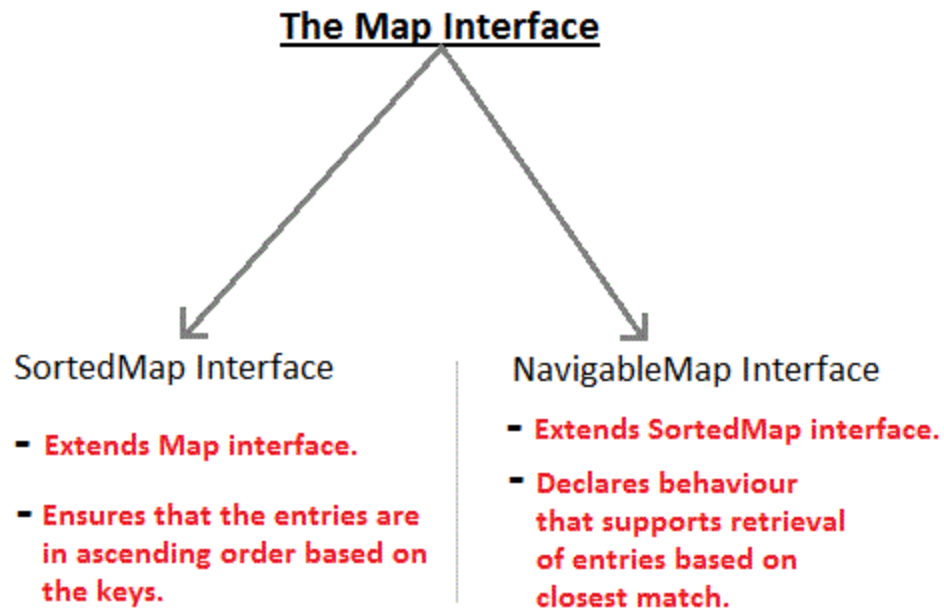 The Map Interface
SortedMap Interface
- Extends Map interface.
- Ensures that the entries are
in ascending order based on
the keys.
NavigableMap Interface
- Extends SortedMap interface.
- Declares behaviour
that supports retrieval
of entries based on
closest match.